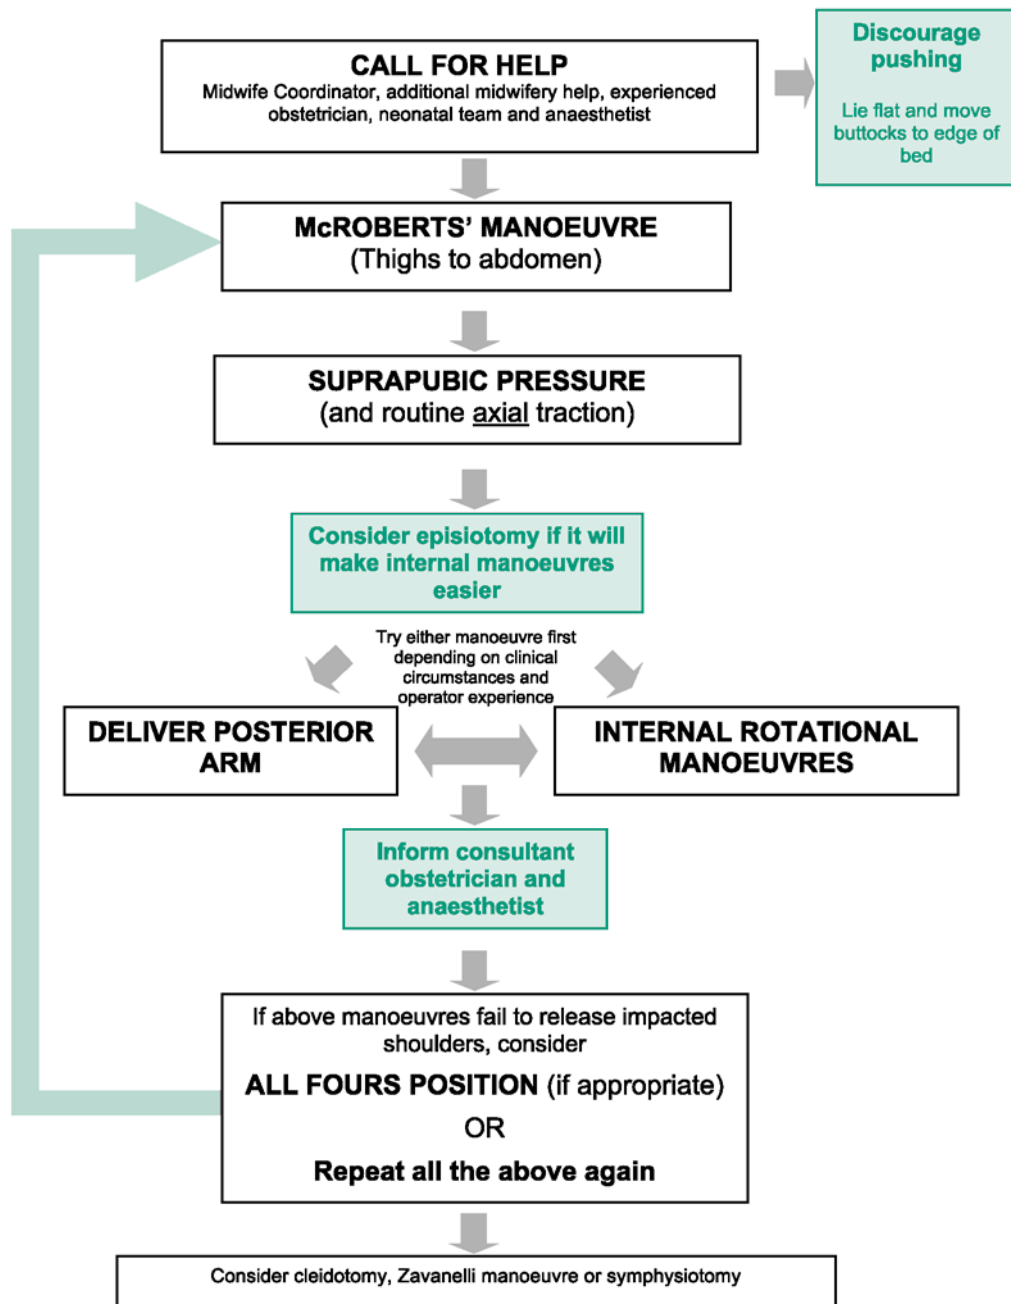 CALL FOR HELP
Midwife Coordinator, additional midwifery help, experienced
obstetrician, neonatal team and anaesthetist
Discourage
pushing
Lie flat and move
buttocks to edge of
bed
McROBERTS' MANOEUVRE
(Thighs to abdomen)
SUPRAPUBIC PRESSURE
(and routine axial traction)
Consider episiotomy if it will
make internal manoeuvres
easier
Try either manoeuvre first
depending on clinical
circumstances and
operator experience
DELIVER POSTERIOR
ARM
INTERNAL ROTATIONAL
MANOEUVRES
Inform consultant
obstetrician and
anaesthetist
If above manoeuvres fail to release impacted
shoulders, consider
ALL FOURS POSITION (if appropriate)
OR
Repeat all the above again
Consider cleidotomy, Zavanelli manoeuvre or symphysiotomy